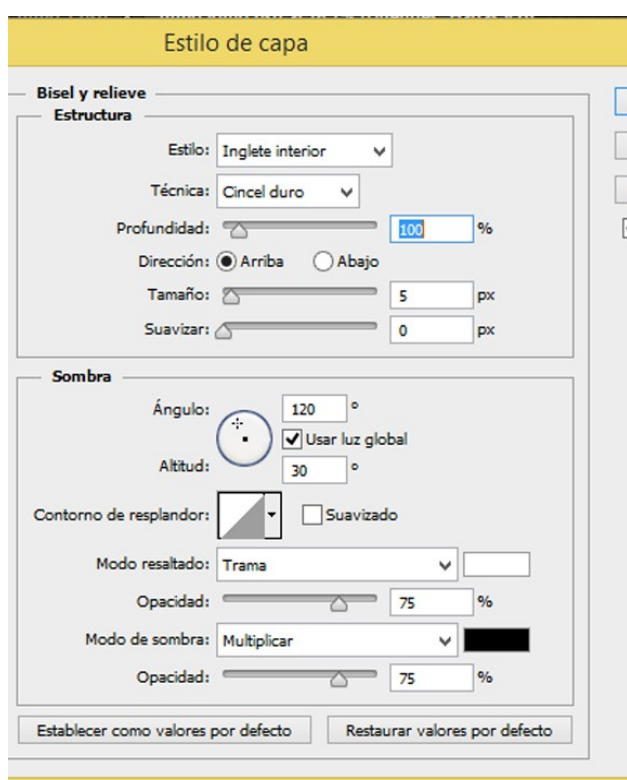 Estilo de capa
Bisel y relieve
Estructura
Estilo: Inglete interior
Técnica: Cincel duro
Profundidad: 100 %
Dirección: Arriba Abajo
Tamaño: 5 px
Suavizar: 0 px
Sombra
Ángulo: 120 °
Usar luz global
Altitud: 30 °
Contorno de resplandor: Suavizado
Modo resaltado: Trama
Opacidad: 75 %
Modo de sombra: Multiplicar
Opacidad: 75 %
Establecer como valores por defecto Restaurar valores por defecto